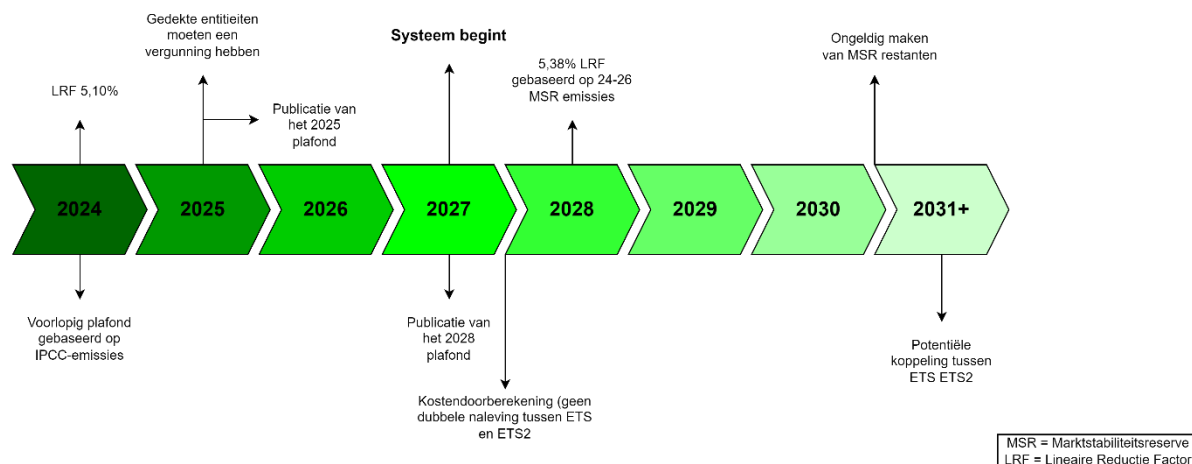 Gedekte entitieiten
moeten een
vergunning hebben
Systeem begint
Ongeldig maken
van MSR restanten
LRF 5,10%
5,38% LRF
gebaseerd op 24-26
MSR emissies
Publicatie van
het 2025
plafond
2024
2025
2026
2027
2028
2029
2030
2031+
Voorlopig plafond
gebaseerd op
IPCC-emissies
Publicatie van
het 2028
plafond
Kostendoorberekening (geen
dubbele naleving tussen ETS
en ETS2
Potentiële
koppeling tussen
ETS ETS2
MSR = Marktstabiliteitsreserve
LRF = Lineaire Reductie Factor